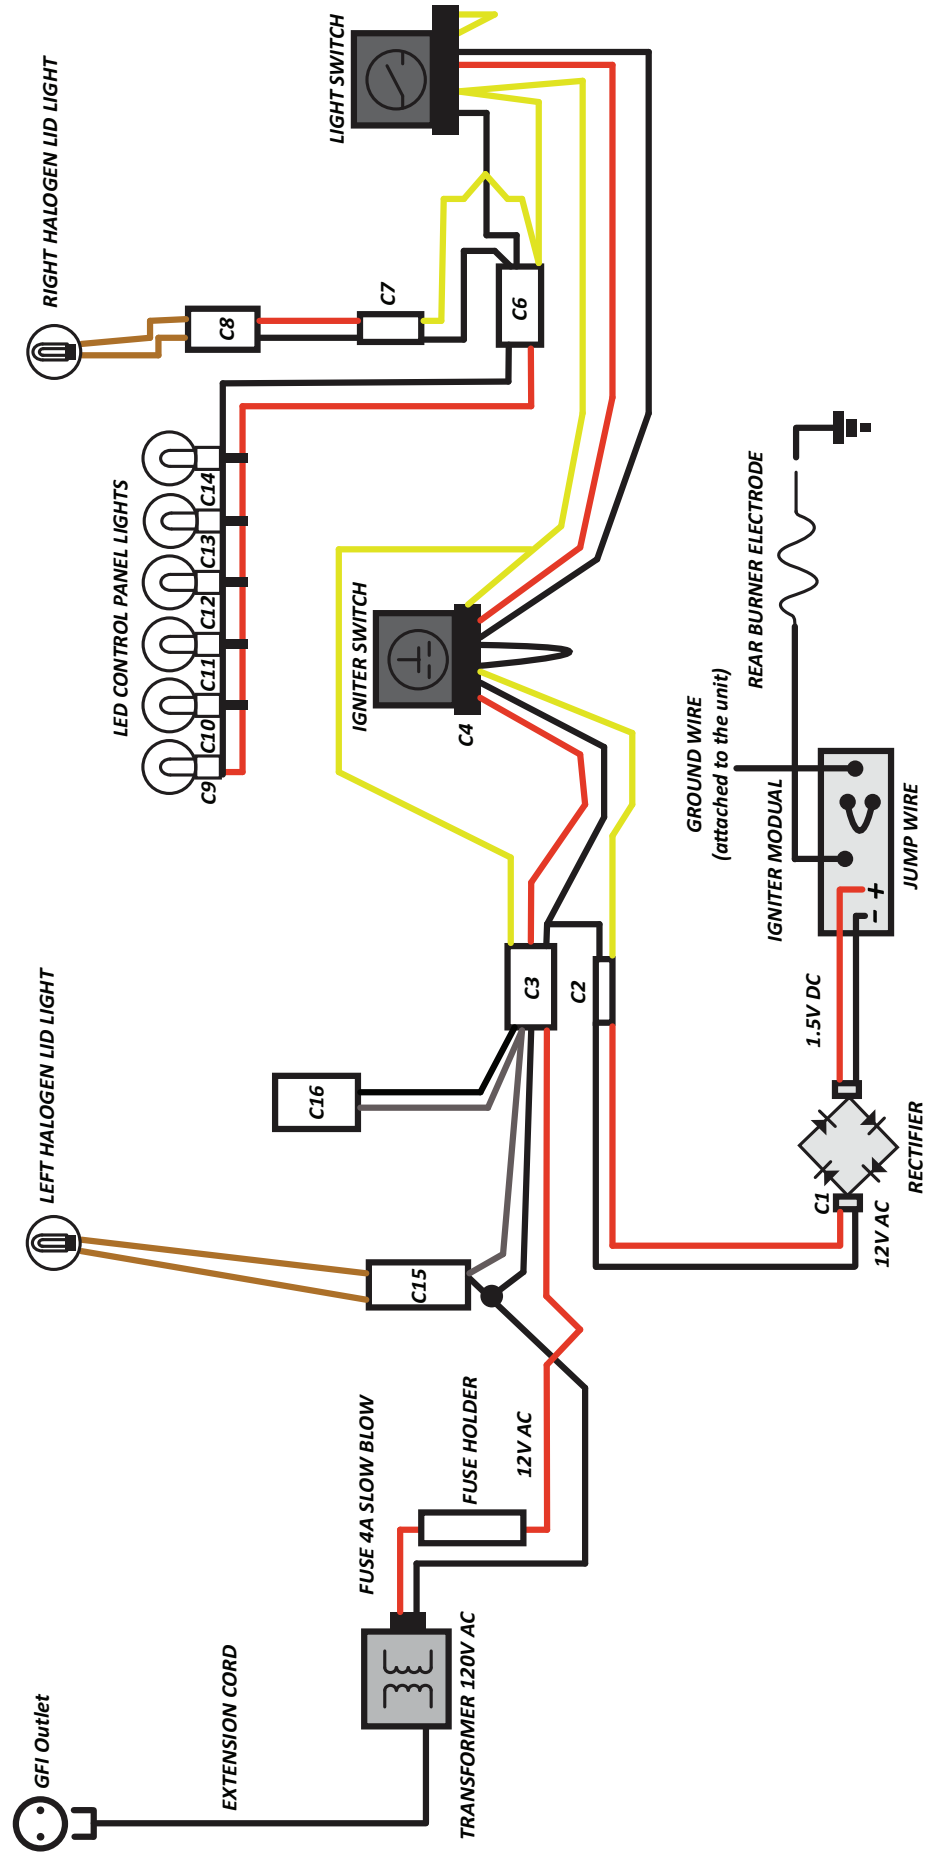 GFI Outlet
EXTENSION CORD
TRANSFORMER 120V AC
FUSE 4A SLOW BLOW
FUSE HOLDER
12V AC
LEFT HALOGEN LID LIGHT
C15
C16
C3
C2
C1
12V AC
RECTIFIER
1.5V DC
IGNITER MODUAL
- +
JUMP WIRE
GROUND WIRE
(attached to the unit)
REAR BURNER ELECTRODE
LED CONTROL PANEL LIGHTS
C9
C10
C11
C12
C13
C14
IGNITER SWITCH
C4
RIGHT HALOGEN LID LIGHT
C8
C7
C6
LIGHT SWITCH